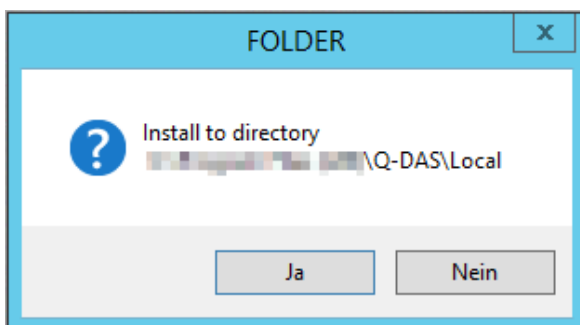 FOLDER
x
Install to directory
\Q-DAS\Local
Ja
Nein